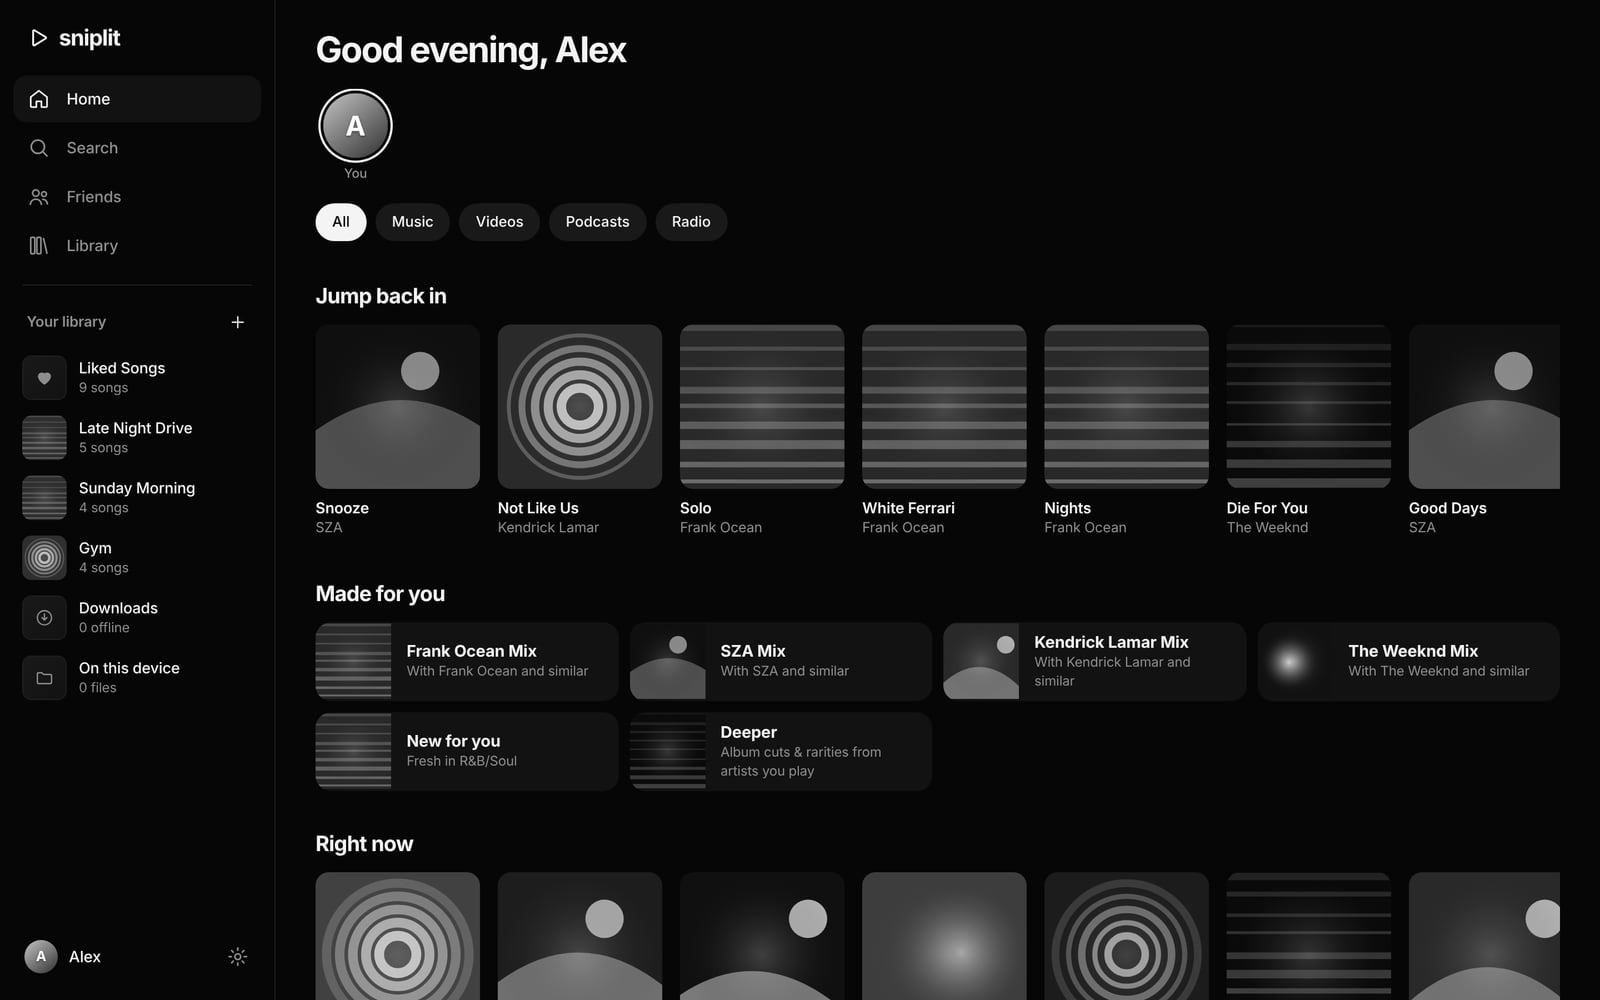 sniplit
Home
Search
Friends
Library
Your library
Liked Songs
9 songs
Late Night Drive
5 songs
Sunday Morning
4 songs
Gym
4 songs
Downloads
0 offline
On this device
0 files
A
Alex
Good evening, Alex
A
You
All
Music
Videos
Podcasts
Radio
Jump back in
Snooze
SZA
Not Like Us
Kendrick Lamar
Solo
Frank Ocean
White Ferrari
Frank Ocean
Nights
Frank Ocean
Die For You
The Weeknd
Good Days
SZA
Made for you
Frank Ocean Mix
With Frank Ocean and similar
SZA Mix
With SZA and similar
Kendrick Lamar Mix
With Kendrick Lamar and
similar
The Weeknd Mix
With The Weeknd and similar
New for you
Fresh in R&B/Soul
Deeper
Album cuts & rarities from
artists you play
Right now